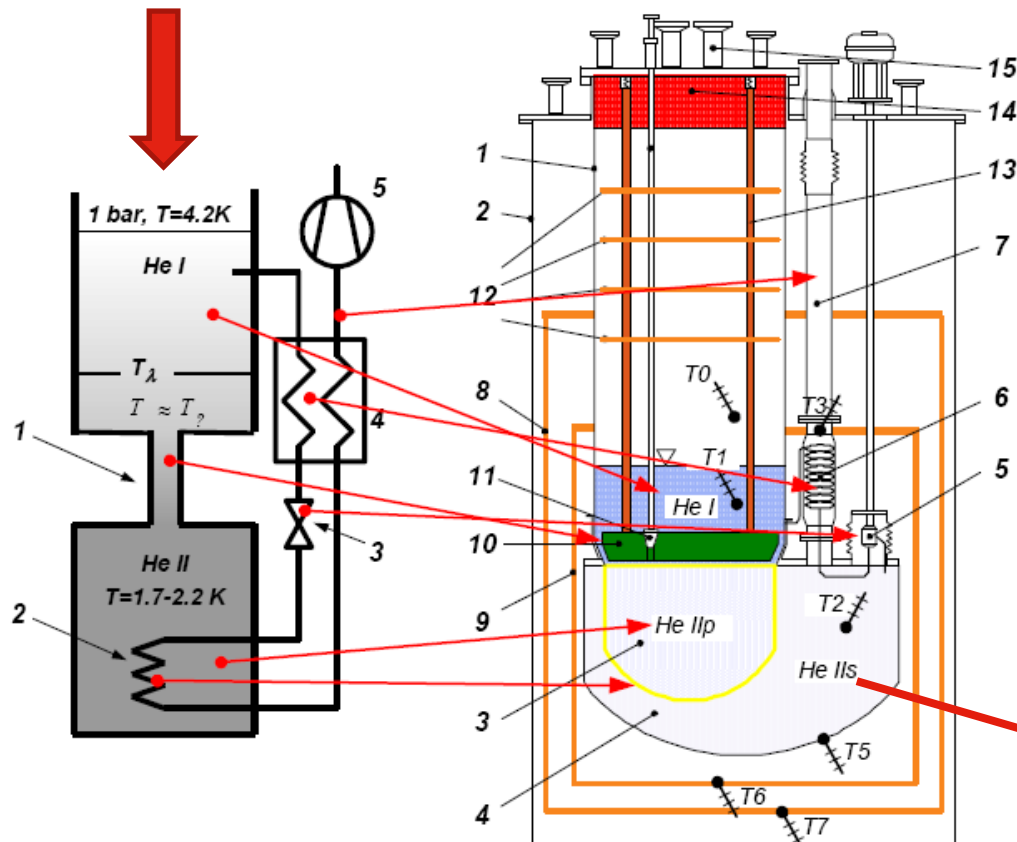 1 bar, T=4.2K
He I
Tλ
T ≈ T?
1
He II
T=1.7-2.2 K
2
3
4
5
15
14
1
2
13
7
12
T0
8
T3
6
T1
11
He I
5
10
9
T2
He IIp
He IIs
3
T5
4
T6
T7